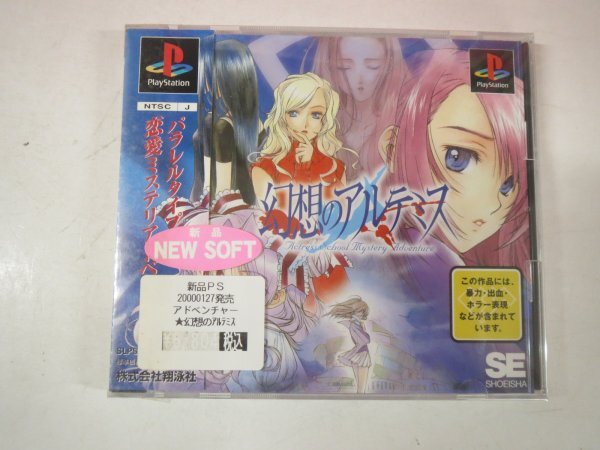 PlayStation
NTSC J
パラレルタイ
恋愛ミステリア
新品
NEW SOFT
新品PS
20000127発売
アドベンチャー
★幻想のアルテミス
税込
SLPS
株式会社翔泳社
幻想のアルテミス
Actress School Mystery Adventure
PlayStation
この作品には、
暴力・出血・
ホラー表現
などが含まれて
います。
SE
SHOEISHA